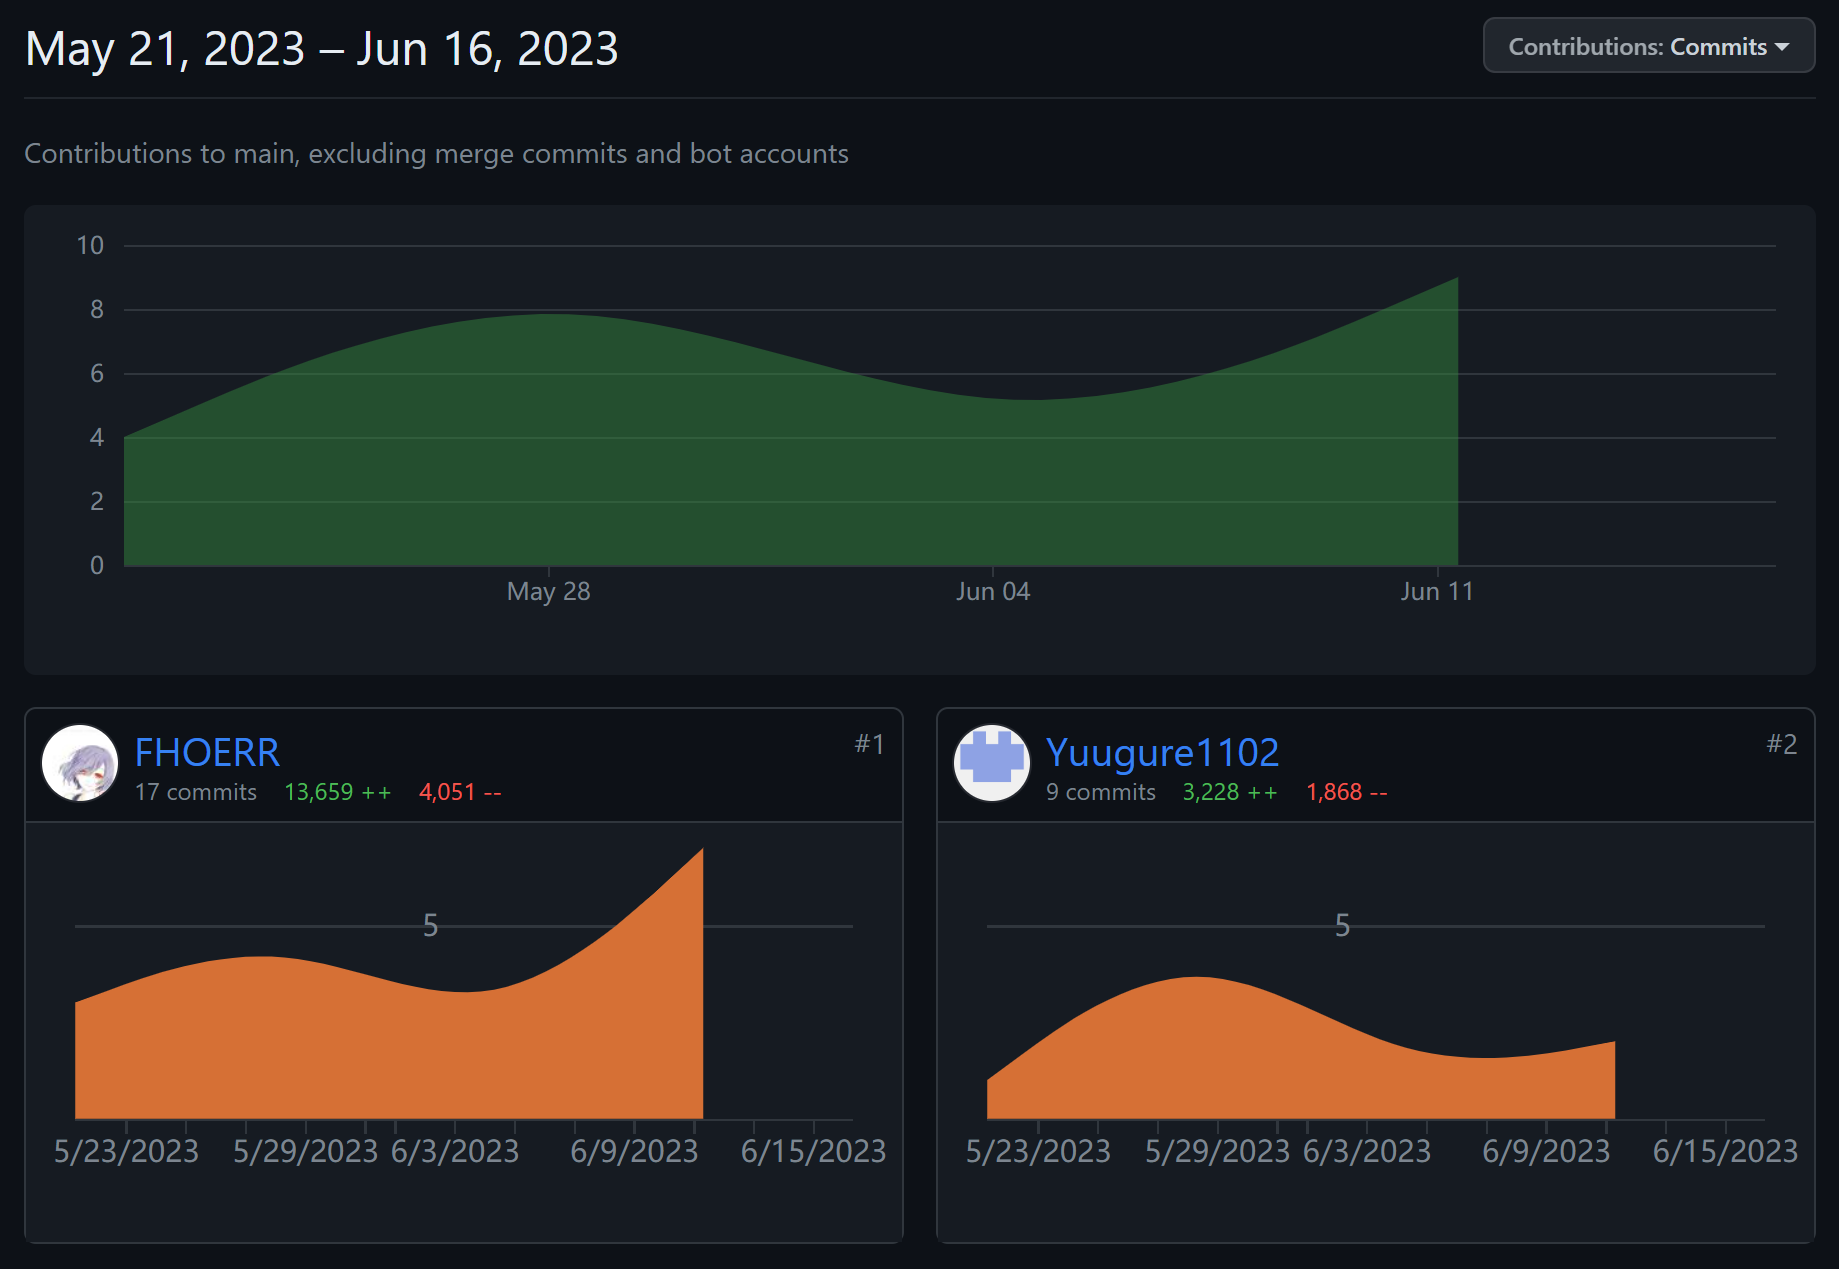 May 21, 2023 – Jun 16, 2023
Contributions: Commits
Contributions to main, excluding merge commits and bot accounts
10
8
6
4
2
0
May 28 Jun 04 Jun 11
FHOERR #1
17 commits 13,659 ++ 4,051 --
5
5/23/2023 5/29/2023 6/3/2023 6/9/2023 6/15/2023
Yuugure1102 #2
9 commits 3,228 ++ 1,868 --
5
5/23/2023 5/29/2023 6/3/2023 6/9/2023 6/15/2023